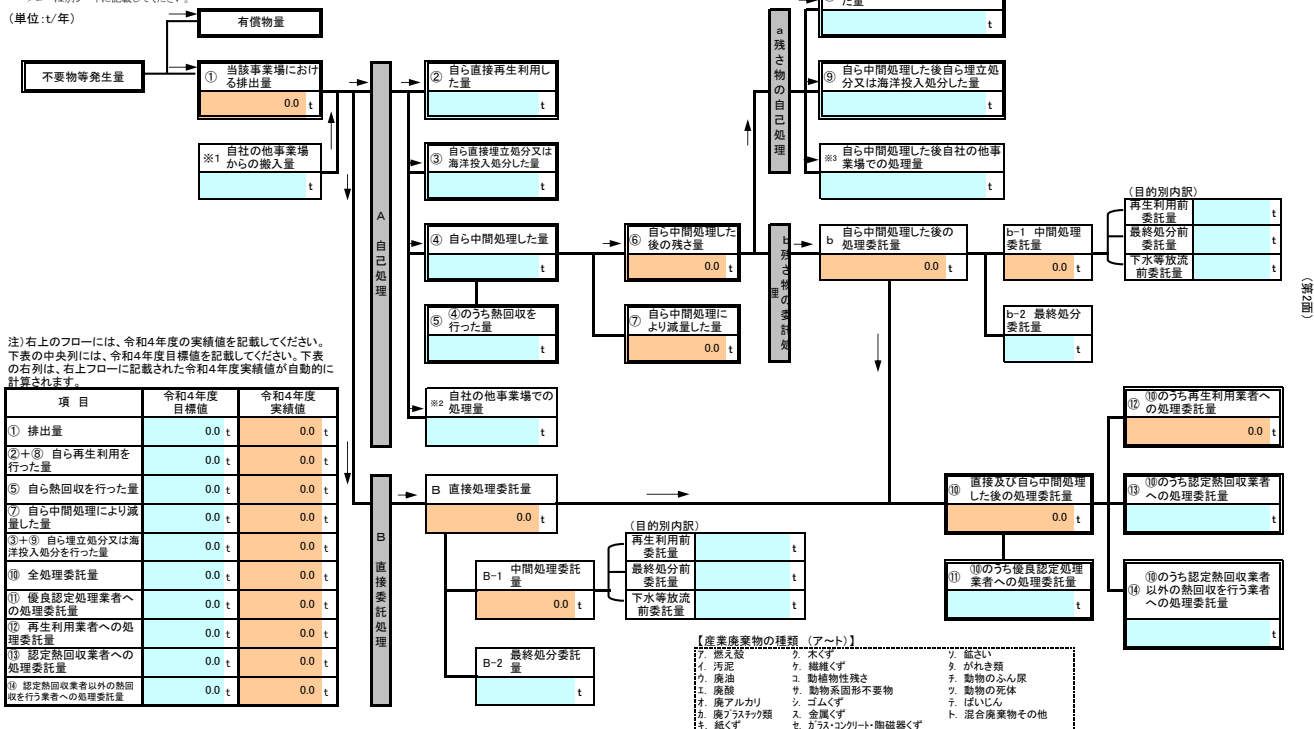 (単位:t/年)
有償物量
不要物等発生量
① 当該事業場におけ
る排出量
0.0 t
※1 自社の他事業場
からの搬入量
t
A 自己処理
② 自ら直接再生利用し
た量
t
③ 自ら直接埋立処分又は
海洋投入処分した量
t
④ 自ら中間処理した量
t
⑤ ④のうち熱回収を
行った量
t
※2 自社の他事業場での
処理量
t
⑥ 自ら中間処理した
後の残さ量
0.0 t
⑦ 自ら中間処理に
より減量した量
0.0 t
a 残さ物の自己処理
た量
t
⑨ 自ら中間処理した後自ら埋立処
分又は海洋投入処分した量
t
※3 自ら中間処理した後自社の他事
業場での処理量
t
b 残さ物の委託処理
b 自ら中間処理した後の
処理委託量
0.0 t
b-1 中間処理
委託量
0.0 t
(目的別内訳)
再生利用前
委託量 t
最終処分前
委託量 t
下水等放流
前委託量 t
b-2 最終処分
委託量
t
(第2面)
注)右上のフローには、令和4年度の実績値を記載してください。
下表の中央列には、令和4年度目標値を記載してください。下表
の右列は、右上フローに記載された令和4年度実績値が自動的に
計算されます。
項 目 令和4年度目標値 令和4年度実績値
① 排出量 0.0 t 0.0 t
②+⑧ 自ら再生利用を
行った量 0.0 t 0.0 t
⑤ 自ら熱回収を行った量 0.0 t 0.0 t
⑦ 自ら中間処理により減
量した量 0.0 t 0.0 t
③+⑨ 自ら埋立処分又は海
洋投入処分を行った量 0.0 t 0.0 t
⑩ 全処理委託量 0.0 t 0.0 t
⑪ 優良認定処理業者へ
の処理委託量 0.0 t 0.0 t
⑫ 再生利用業者への処
理委託量 0.0 t 0.0 t
⑬ 認定熱回収業者への
処理委託量 0.0 t 0.0 t
⑭ 認定熱回収業者以外の熱回
収を行う業者への処理委託量 0.0 t 0.0 t
B 直接委託処理
B 直接処理委託量
0.0 t
B-1 中間処理委託
量
0.0 t
(目的別内訳)
再生利用前
委託量 t
最終処分前
委託量 t
下水等放流
前委託量 t
B-2 最終処分委託
量
t
⑩ 直接及び自ら中間処理
した後の処理委託量
0.0 t
⑪ ⑩のうち優良認定処理
業者への処理委託量
t
⑫ ⑩のうち再生利用業者へ
の処理委託量
0.0 t
⑬ ⑩のうち認定熱回収業者
への処理委託量
t
⑭ ⑩のうち認定熱回収業者
以外の熱回収を行う業者
への処理委託量
t
【産業廃棄物の種類 (ア~ト)】
ア. 燃え殻 ク. 木くず ソ. 鉱さい
イ. 汚泥 ケ. 繊維くず タ. がれき類
ウ. 廃油 コ. 動植物性残さ チ. 動物のふん尿
エ. 廃酸 サ. 動物系固形不要物 ツ. 動物の死体
オ. 廃アルカリ シ. ゴムくず テ. ばいじん
カ. 廃プラスチック類 ス. 金属くず ト. 混合廃棄物その他
キ. 紙くず セ. ガラス・コンクリート・陶磁器くず